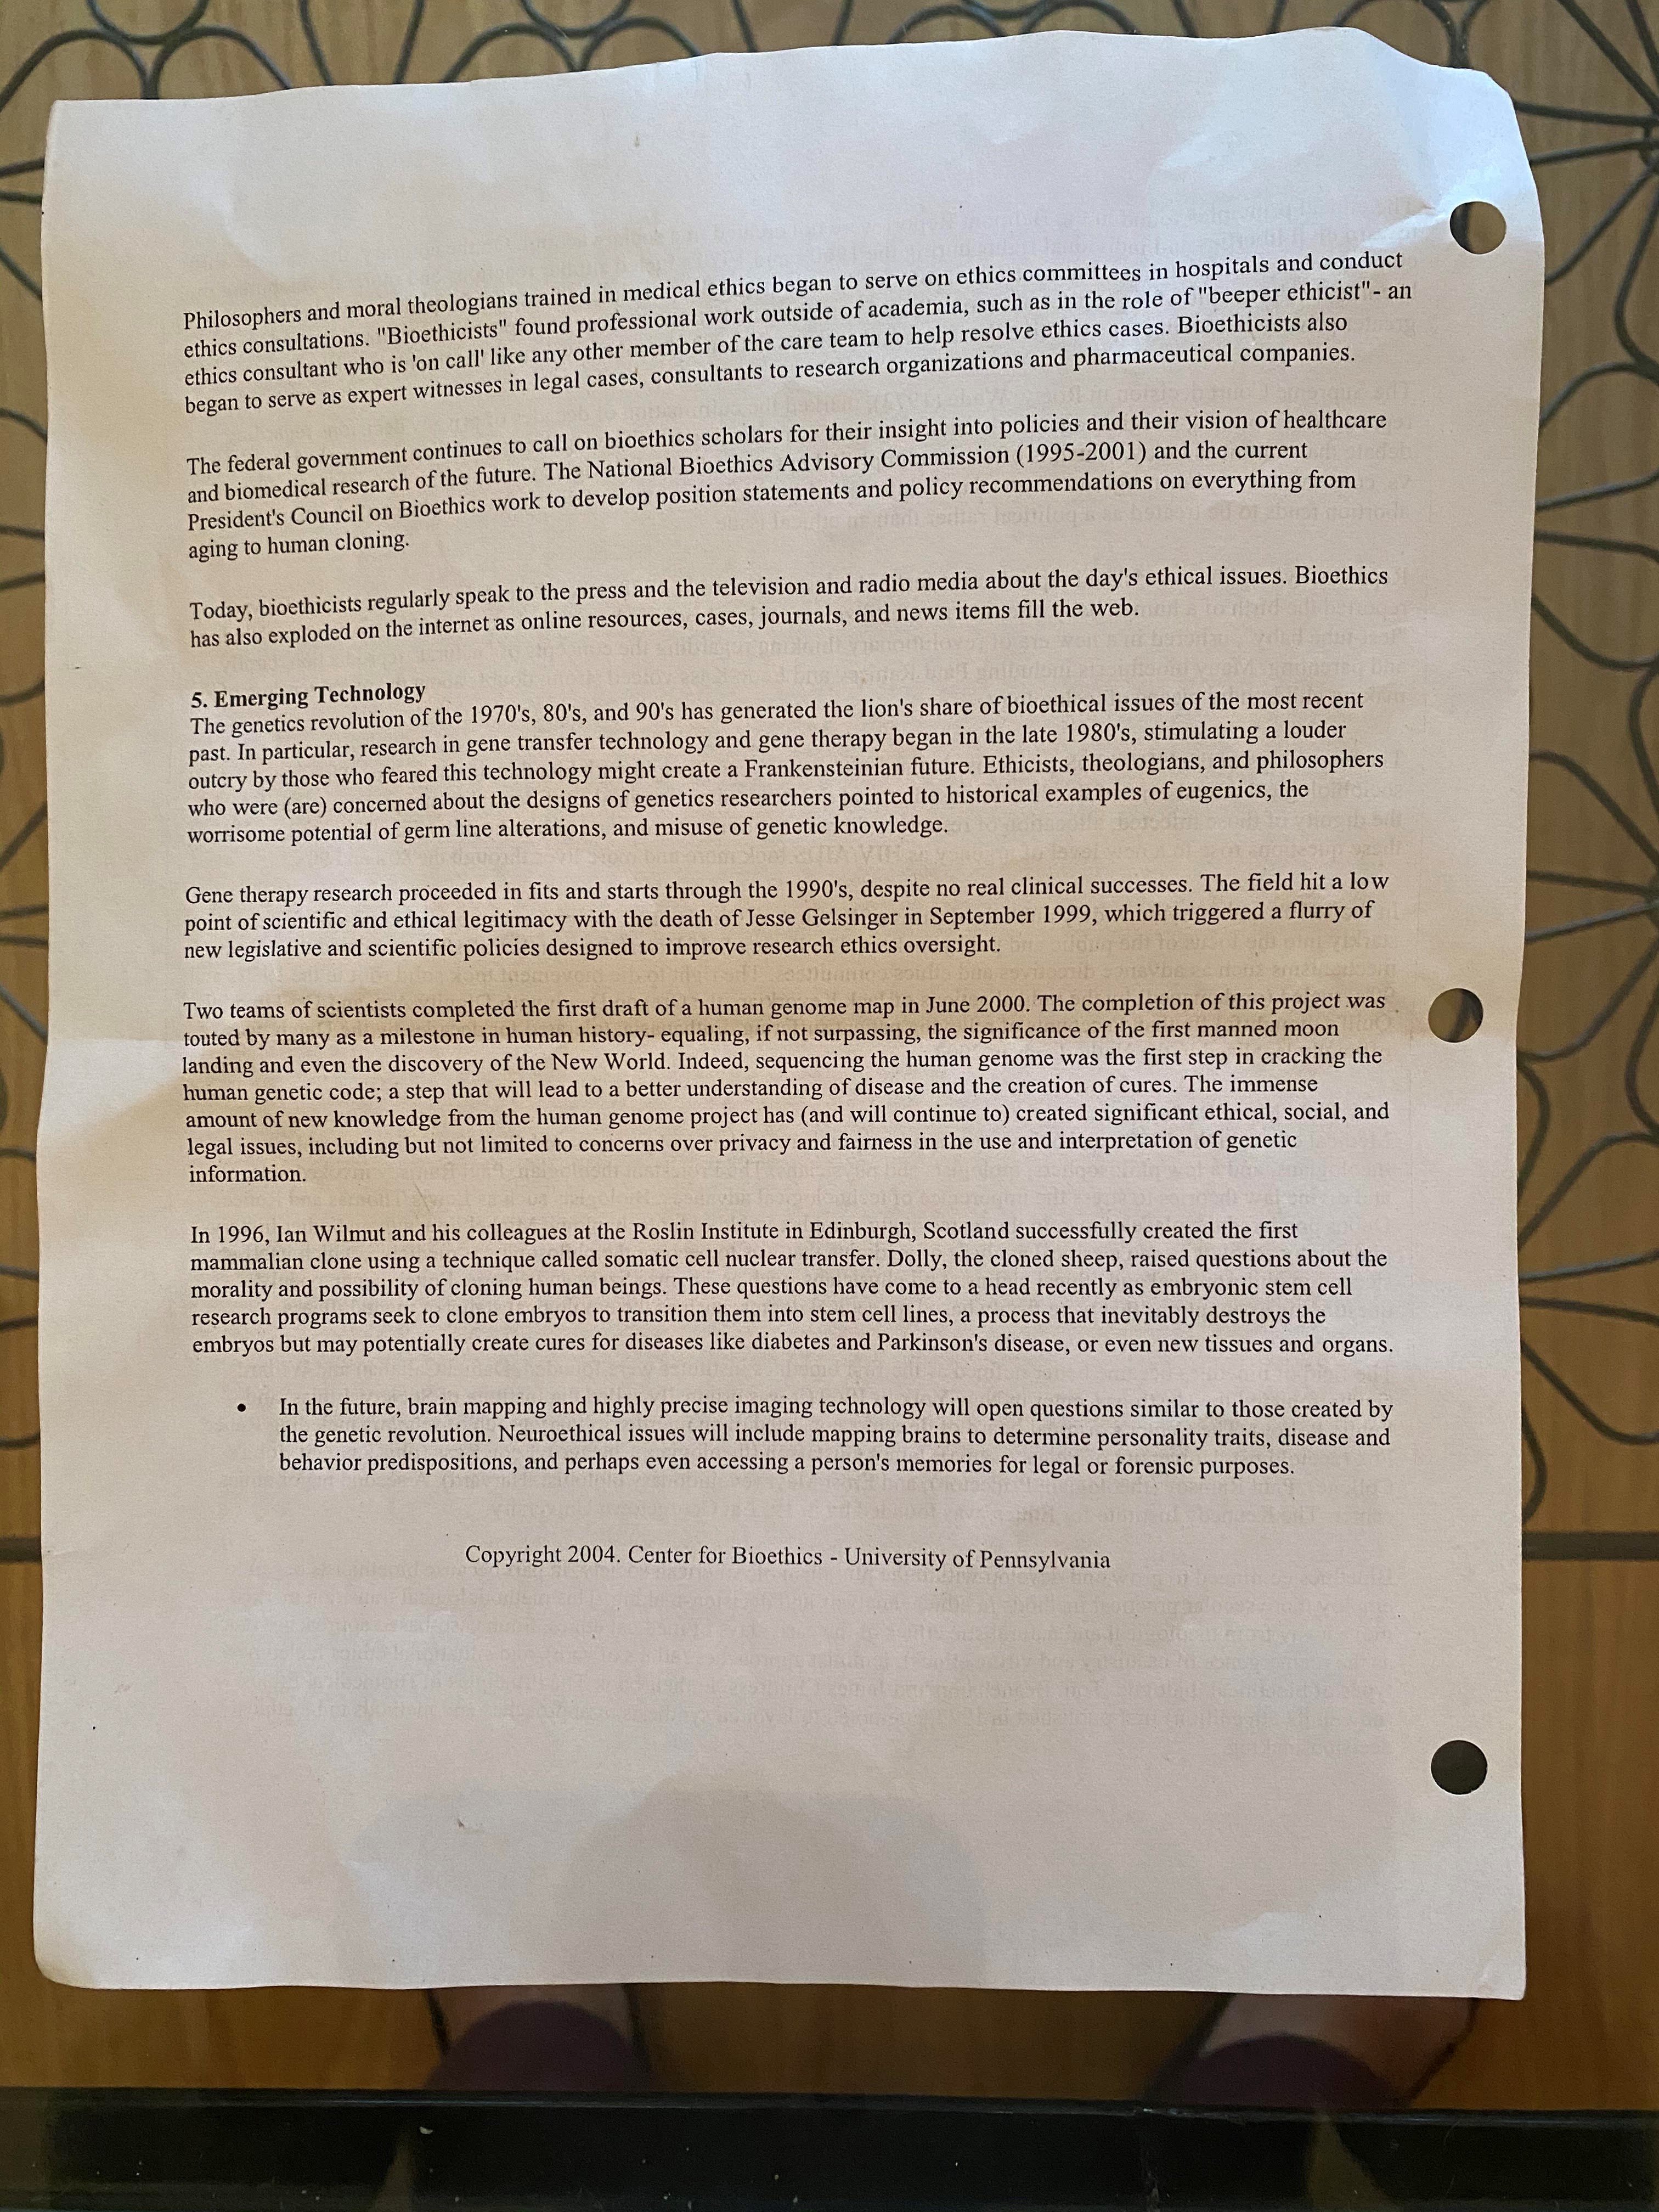 Philosophers and moral theologians trained in medical ethics began to serve on ethics committees in hospitals and conduct
ethics consultations. "Bioethicists" found professional work outside of academia, such as in the role of "beeper ethicist"- an
ethics consultant who is 'on call' like any other member of the care team to help resolve ethics cases. Bioethicists also
began to serve as expert witnesses in legal cases, consultants to research organizations and pharmaceutical companies.
The federal government continues to call on bioethics scholars for their insight into policies and their vision of healthcare
and biomedical research of the future. The National Bioethics Advisory Commission (1995-2001) and the current
President's Council on Bioethics work to develop position statements and policy recommendations on everything from
aging to human cloning.
Today, bioethicists regularly speak to the press and the television and radio media about the day's ethical issues. Bioethics
has also exploded on the internet as online resources, cases, journals, and news items fill the web.
5. Emerging Technology
The genetics revolution of the 1970's, 80's, and 90's has generated the lion's share of bioethical issues of the most recent
past. In particular, research in gene transfer technology and gene therapy began in the late 1980's, stimulating a louder
outcry by those who feared this technology might create a Frankensteinian future. Ethicists, theologians, and philosophers
who were (are) concerned about the designs of genetics researchers pointed to historical examples of eugenics, the
worrisome potential of germ line alterations, and misuse of genetic knowledge.
Gene therapy research proceeded in fits and starts through the 1990's, despite no real clinical successes. The field hit a low
point of scientific and ethical legitimacy with the death of Jesse Gelsinger in September 1999, which triggered a flurry of
new legislative and scientific policies designed to improve research ethics oversight.
Two teams of scientists completed the first draft of a human genome map in June 2000. The completion of this project was
touted by many as a milestone in human history- equaling, if not surpassing, the significance of the first manned moon
landing and even the discovery of the New World. Indeed, sequencing the human genome was the first step in cracking the
human genetic code; a step that will lead to a better understanding of disease and the creation of cures. The immense
amount of new knowledge from the human genome project has (and will continue to) created significant ethical, social, and
legal issues, including but not limited to concerns over privacy and fairness in the use and interpretation of genetic
information.
In 1996, Ian Wilmut and his colleagues at the Roslin Institute in Edinburgh, Scotland successfully created the first
mammalian clone using a technique called somatic cell nuclear transfer. Dolly, the cloned sheep, raised questions about the
morality and possibility of cloning human beings. These questions have come to a head recently as embryonic stem cell
research programs seek to clone embryos to transition them into stem cell lines, a process that inevitably destroys the
embryos but may potentially create cures for diseases like diabetes and Parkinson's disease, or even new tissues and organs.
• In the future, brain mapping and highly precise imaging technology will open questions similar to those created by
the genetic revolution. Neuroethical issues will include mapping brains to determine personality traits, disease and
behavior predispositions, and perhaps even accessing a person's memories for legal or forensic purposes.
Copyright 2004. Center for Bioethics - University of Pennsylvania